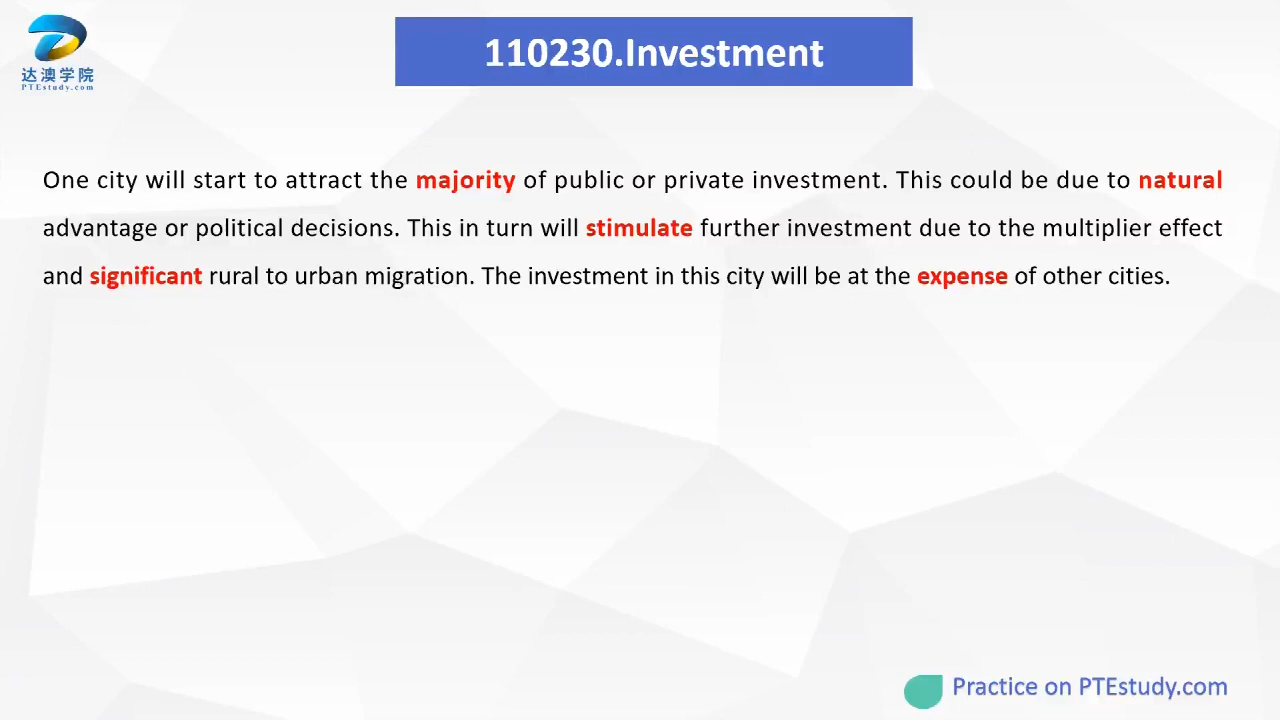 达澳学院
PTEstudy.com
110230.Investment
One city will start to attract the majority of public or private investment. This could be due to natural
advantage or political decisions. This in turn will stimulate further investment due to the multiplier effect
and significant rural to urban migration. The investment in this city will be at the expense of other cities.
Practice on PTEstudy.com